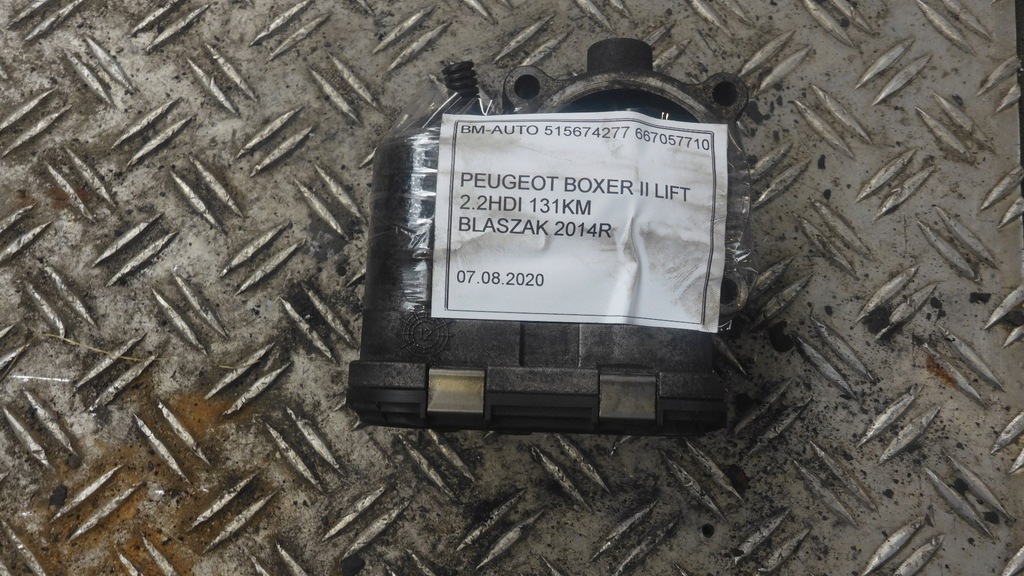 BM-AUTO 515674277 667057710
PEUGEOT BOXER II LIFT
2.2HDI 131KM
BLASZAK 2014R
07.08.2020